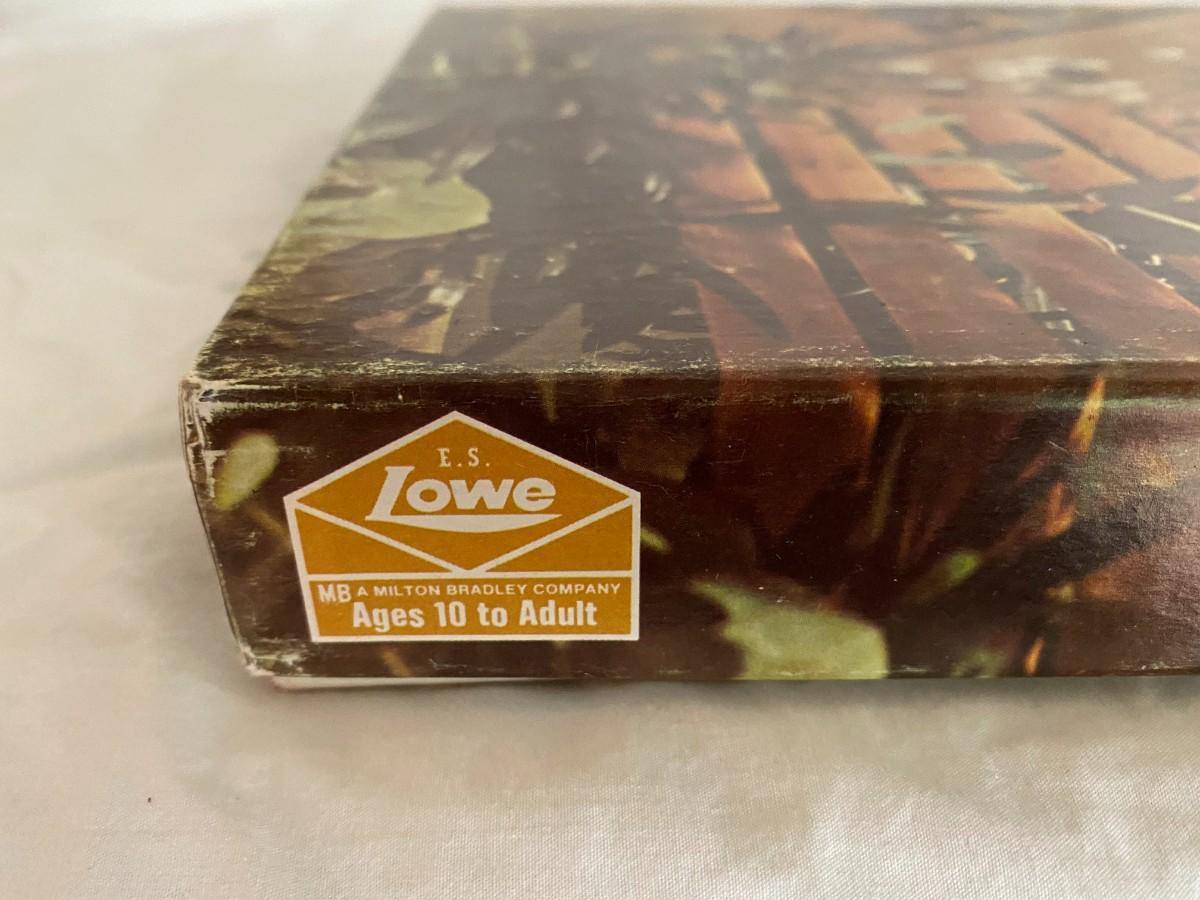 E.S.
Lowe
MB A MILTON BRADLEY COMPANY
Ages 10 to Adult